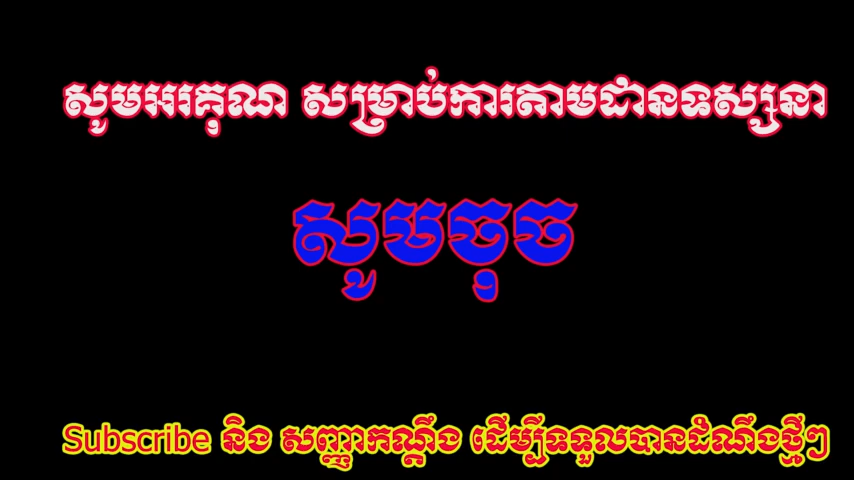 សូមអរគុណ សម្រាប់ការតាមដានទស្សនា
សូមចុច
Subscribe និង សញ្ញាកណ្ដឹង ដើម្បីទទួលបានដំណឹងថ្មីៗ